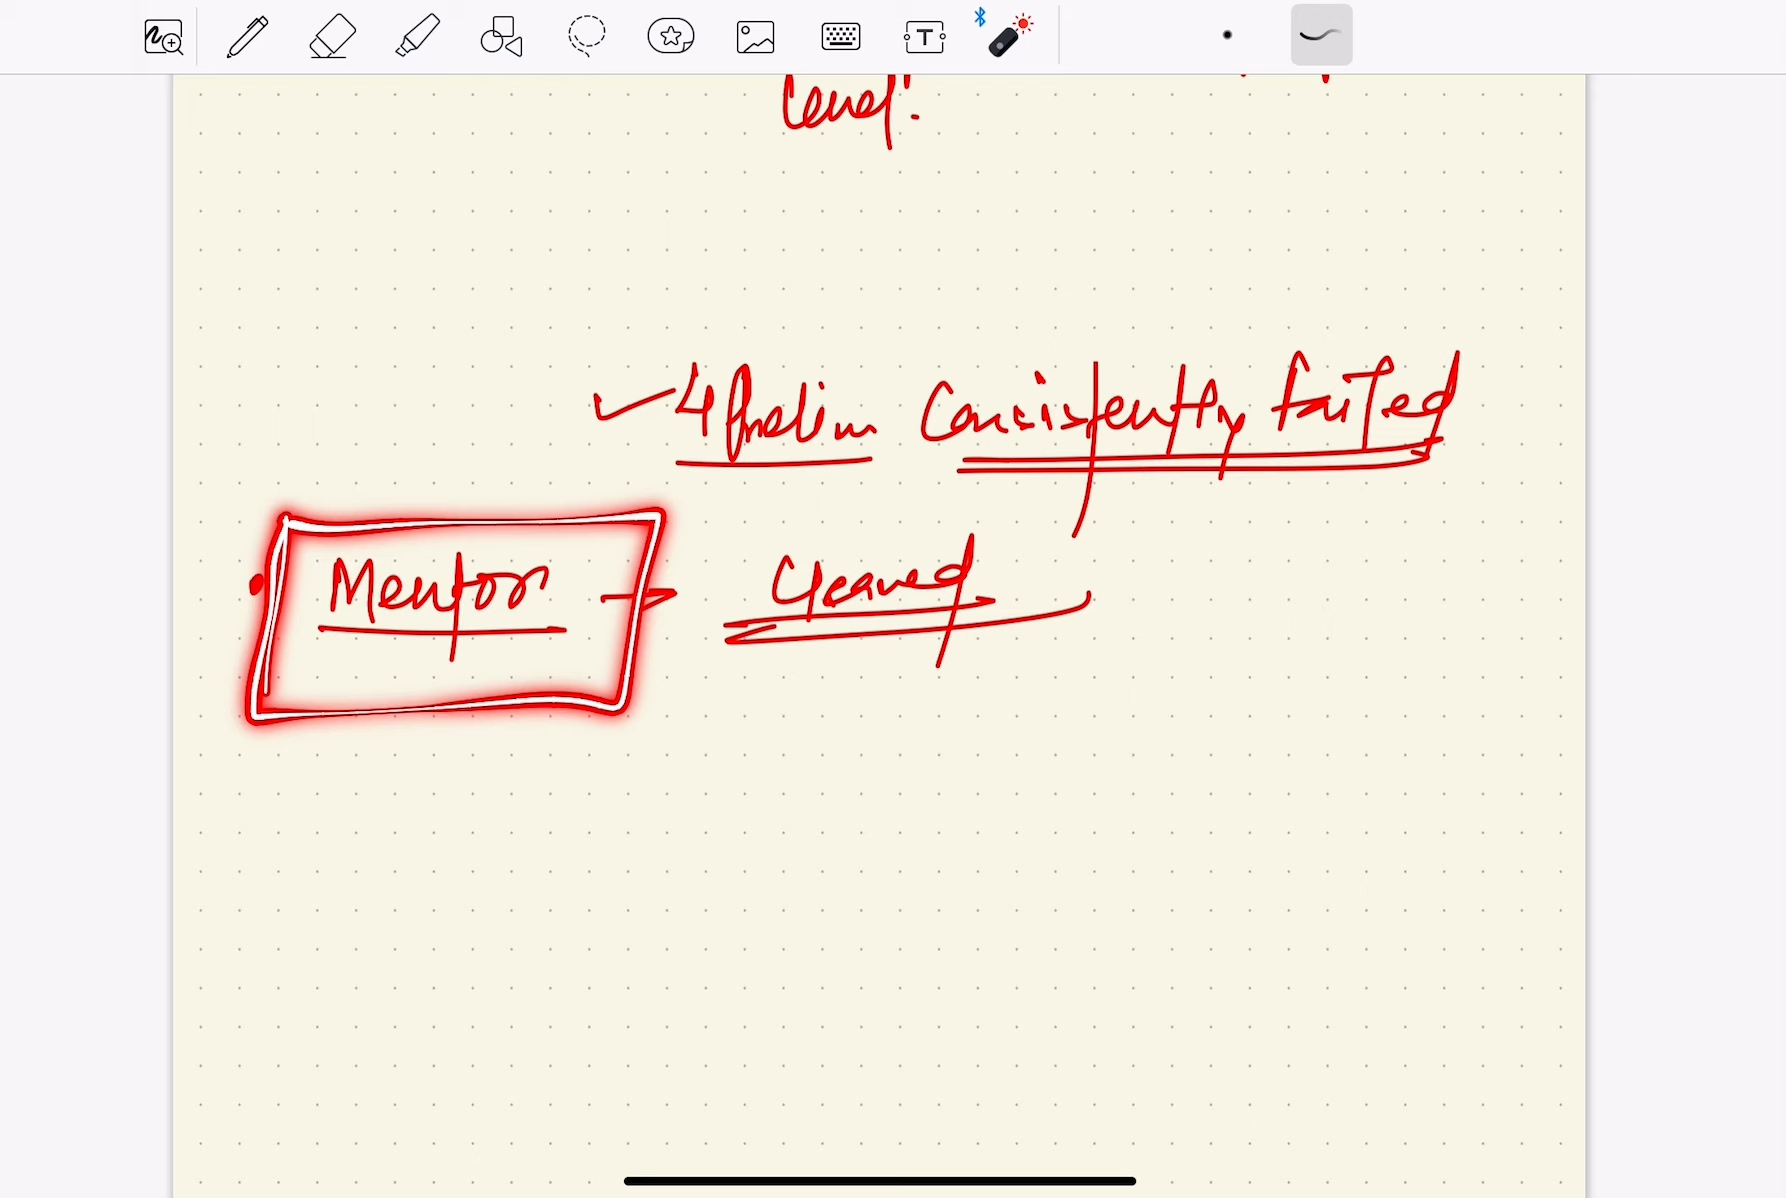 level!
✓ 4 Prelim Consistently failed
• Mentor → Cleared